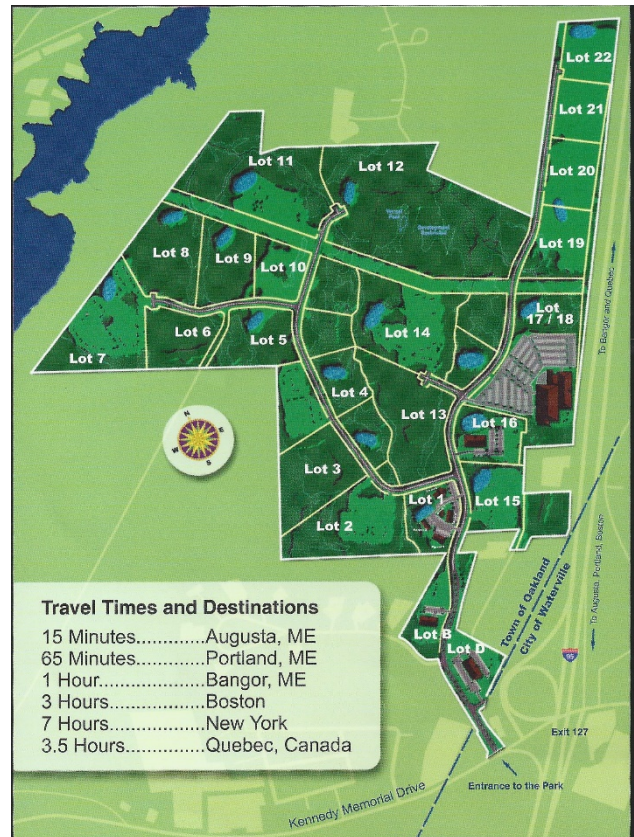 Lot 22
Lot 21
Lot 20
Lot 19
Lot 11
Lot 12
Vernal
Pool
Development
Restricted
Lot 8
Lot 9
Lot 10
Lot
17 / 18
Lot 7
Lot 6
Lot 5
Lot 14
Lot 4
Lot 13
Lot 16
Lot 3
Lot 1
Lot 15
Lot 2
Lot B
Lot D
N
E
S
W
To Bangor and Quebec
To Augusta, Portland, Boston
Town of Oakland
City of Waterville
95
Exit 127
Entrance to the Park
Kennedy Memorial Drive
Travel Times and Destinations
15 Minutes.............Augusta, ME
65 Minutes.............Portland, ME
1 Hour....................Bangor, ME
3 Hours..................Boston
7 Hours..................New York
3.5 Hours...............Quebec, Canada